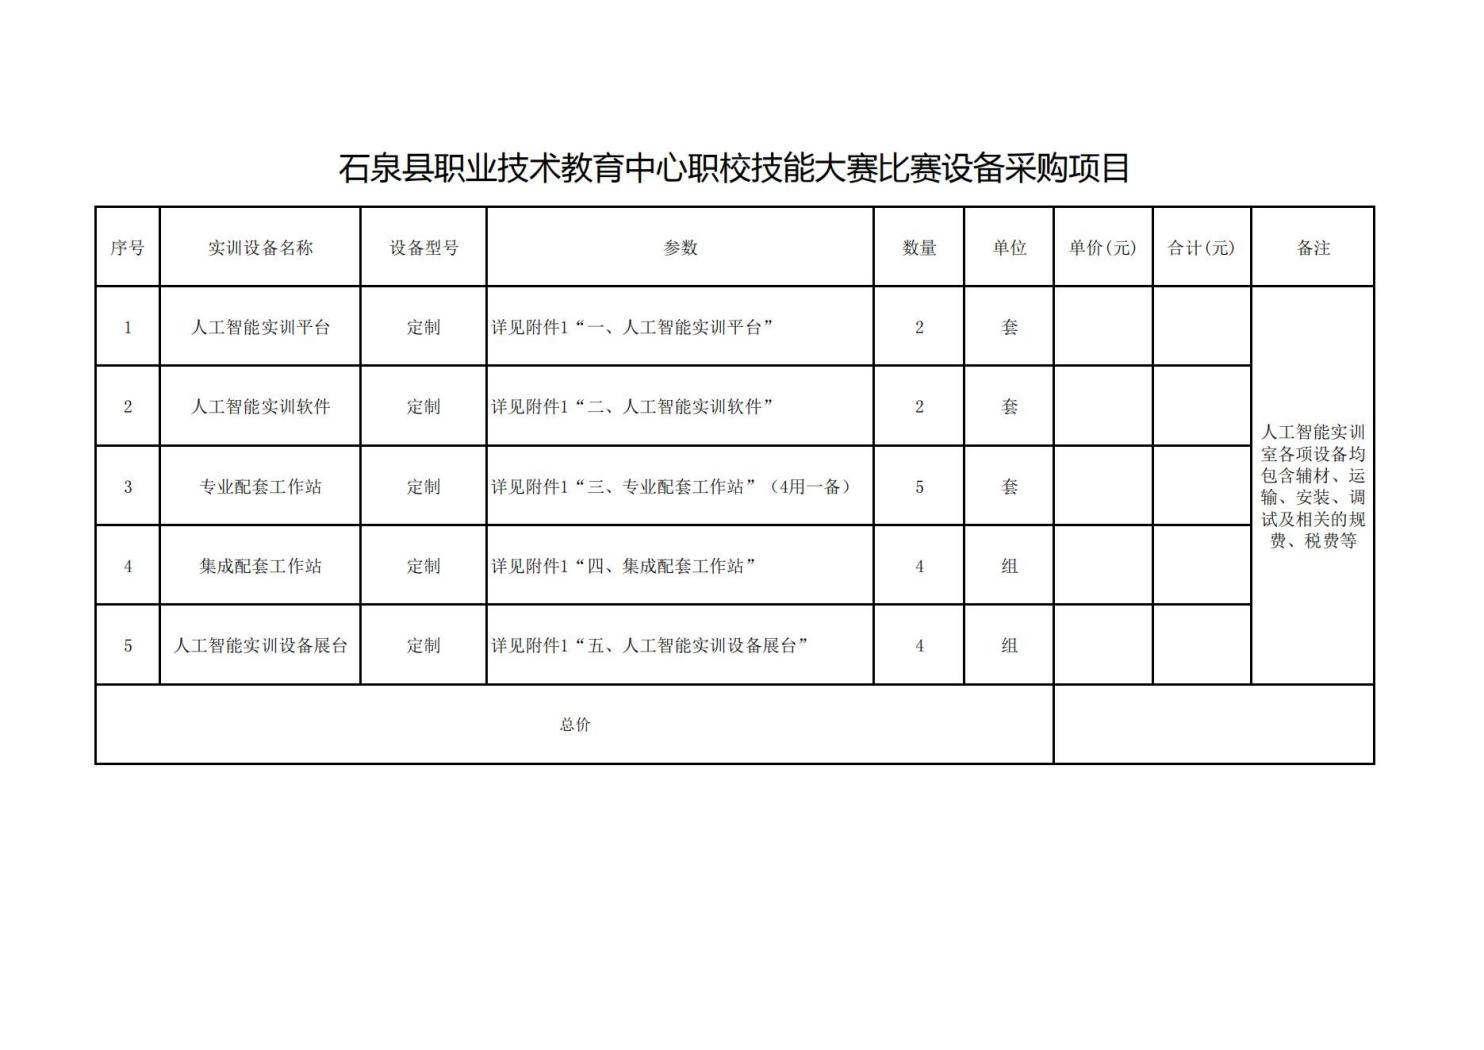 石泉县职业技术教育中心职校技能大赛比赛设备采购项目
序号 实训设备名称 设备型号 参数 数量 单位 单价(元) 合计(元) 备注
1 人工智能实训平台 定制 详见附件1“一、人工智能实训平台” 2 套
2 人工智能实训软件 定制 详见附件1“二、人工智能实训软件” 2 套
3 专业配套工作站 定制 详见附件1“三、专业配套工作站”（4用一备） 5 套
4 集成配套工作站 定制 详见附件1“四、集成配套工作站” 4 组
5 人工智能实训设备展台 定制 详见附件1“五、人工智能实训设备展台” 4 组
人工智能实训
室各项设备均
包含辅材、运
输、安装、调
试及相关的规
费、税费等
总价